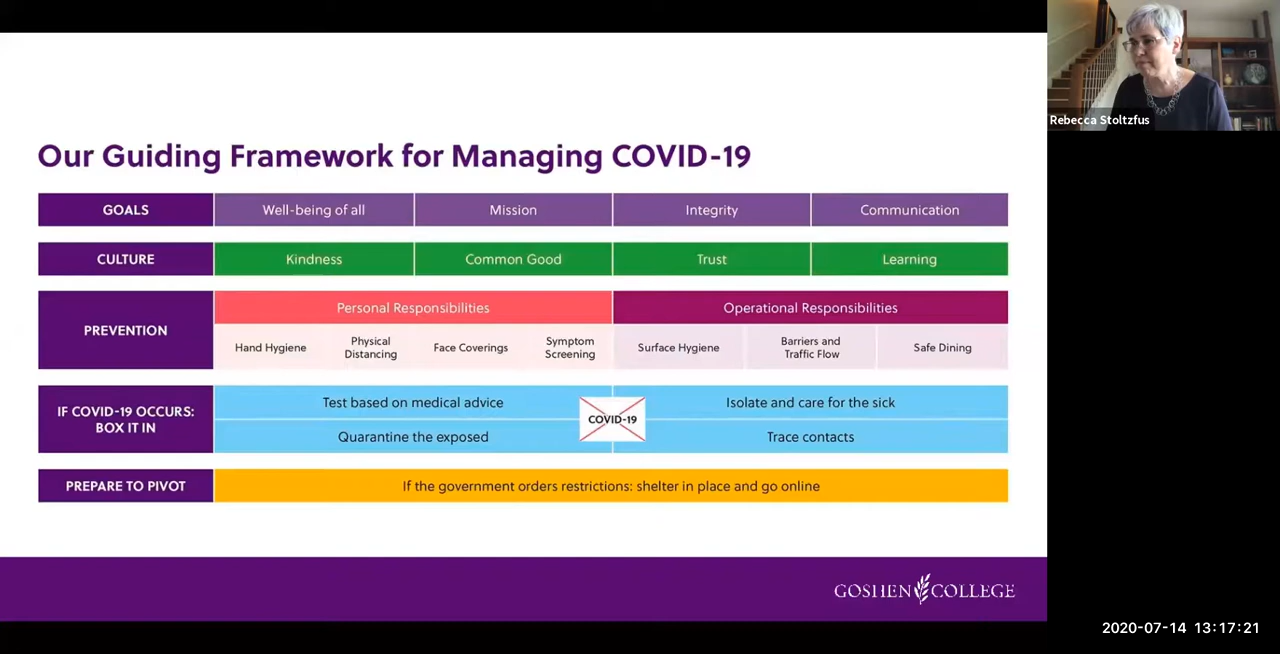 Rebecca Stoltzfus
Our Guiding Framework for Managing COVID-19
GOALS
Well-being of all
Mission
Integrity
Communication
CULTURE
Kindness
Common Good
Trust
Learning
PREVENTION
Personal Responsibilities
Operational Responsibilities
Hand Hygiene
Physical
Distancing
Face Coverings
Symptom
Screening
Surface Hygiene
Barriers and
Traffic Flow
Safe Dining
IF COVID-19 OCCURS:
BOX IT IN
Test based on medical advice
Isolate and care for the sick
COVID-19
Quarantine the exposed
Trace contacts
PREPARE TO PIVOT
If the government orders restrictions: shelter in place and go online
GOSHEN COLLEGE
2020-07-14 13:17:21